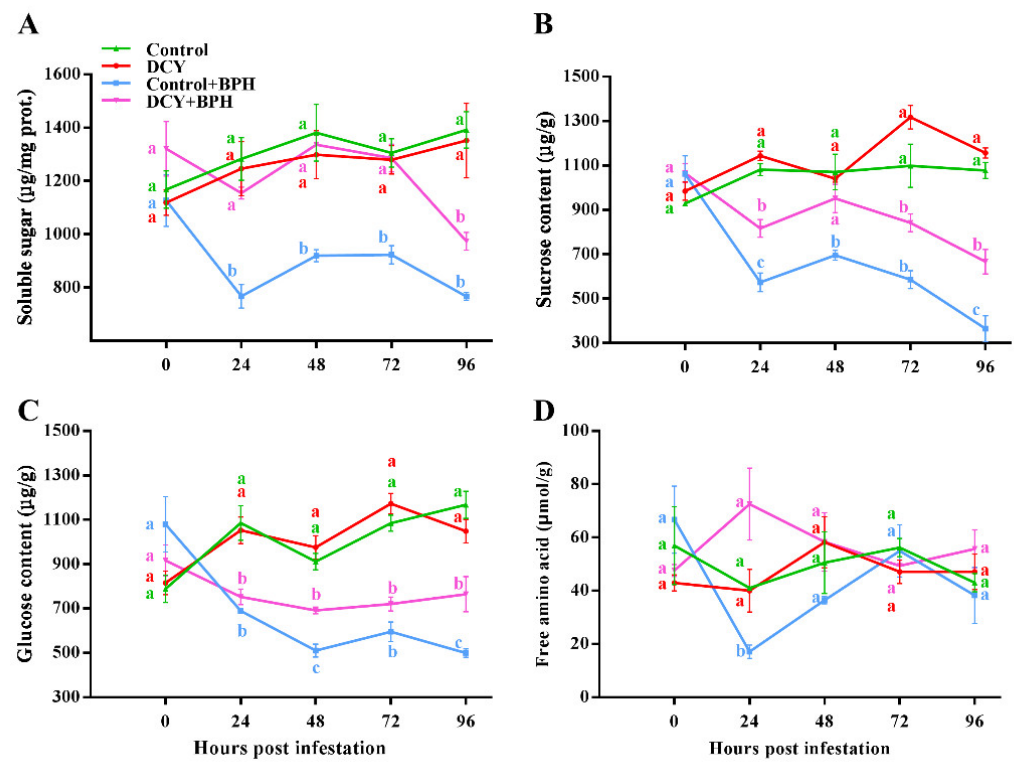 A
Control
DCY
Control+BPH
DCY+BPH
Soluble sugar (µg/mg prot.)
1600
1400
1200
1000
800
a a a a a
a a a a a
a a a a b
a b b b b
0 24 48 72 96
B
Sucrose content (µg/g)
1500
1300
1100
900
700
500
300
a a a a a
a a a a a
a b a b b
a c b b c
0 24 48 72 96
C
Glucose content (µg/g)
1500
1300
1100
900
700
500
300
a a a a a
a a a a a
a b b b b
a b c b c
0 24 48 72 96
Hours post infestation
D
Free amino acid (µmol/g)
100
80
60
40
20
0
a a a a a
a a a a
a a a a a
a b a a
0 24 48 72 96
Hours post infestation